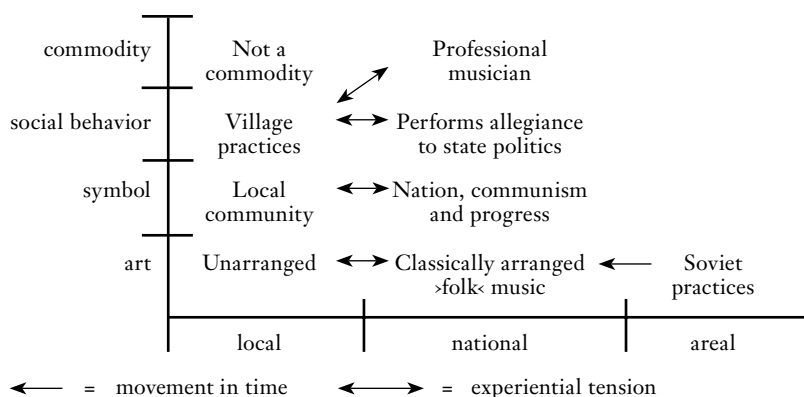 commodity Not a Professional
commodity musician
social behavior Village Performs allegiance
practices to state politics
symbol Local Nation, communism
community and progress
art Unarranged Classically arranged Soviet
›folk‹ music practices
local national areal
= movement in time = experiential tension